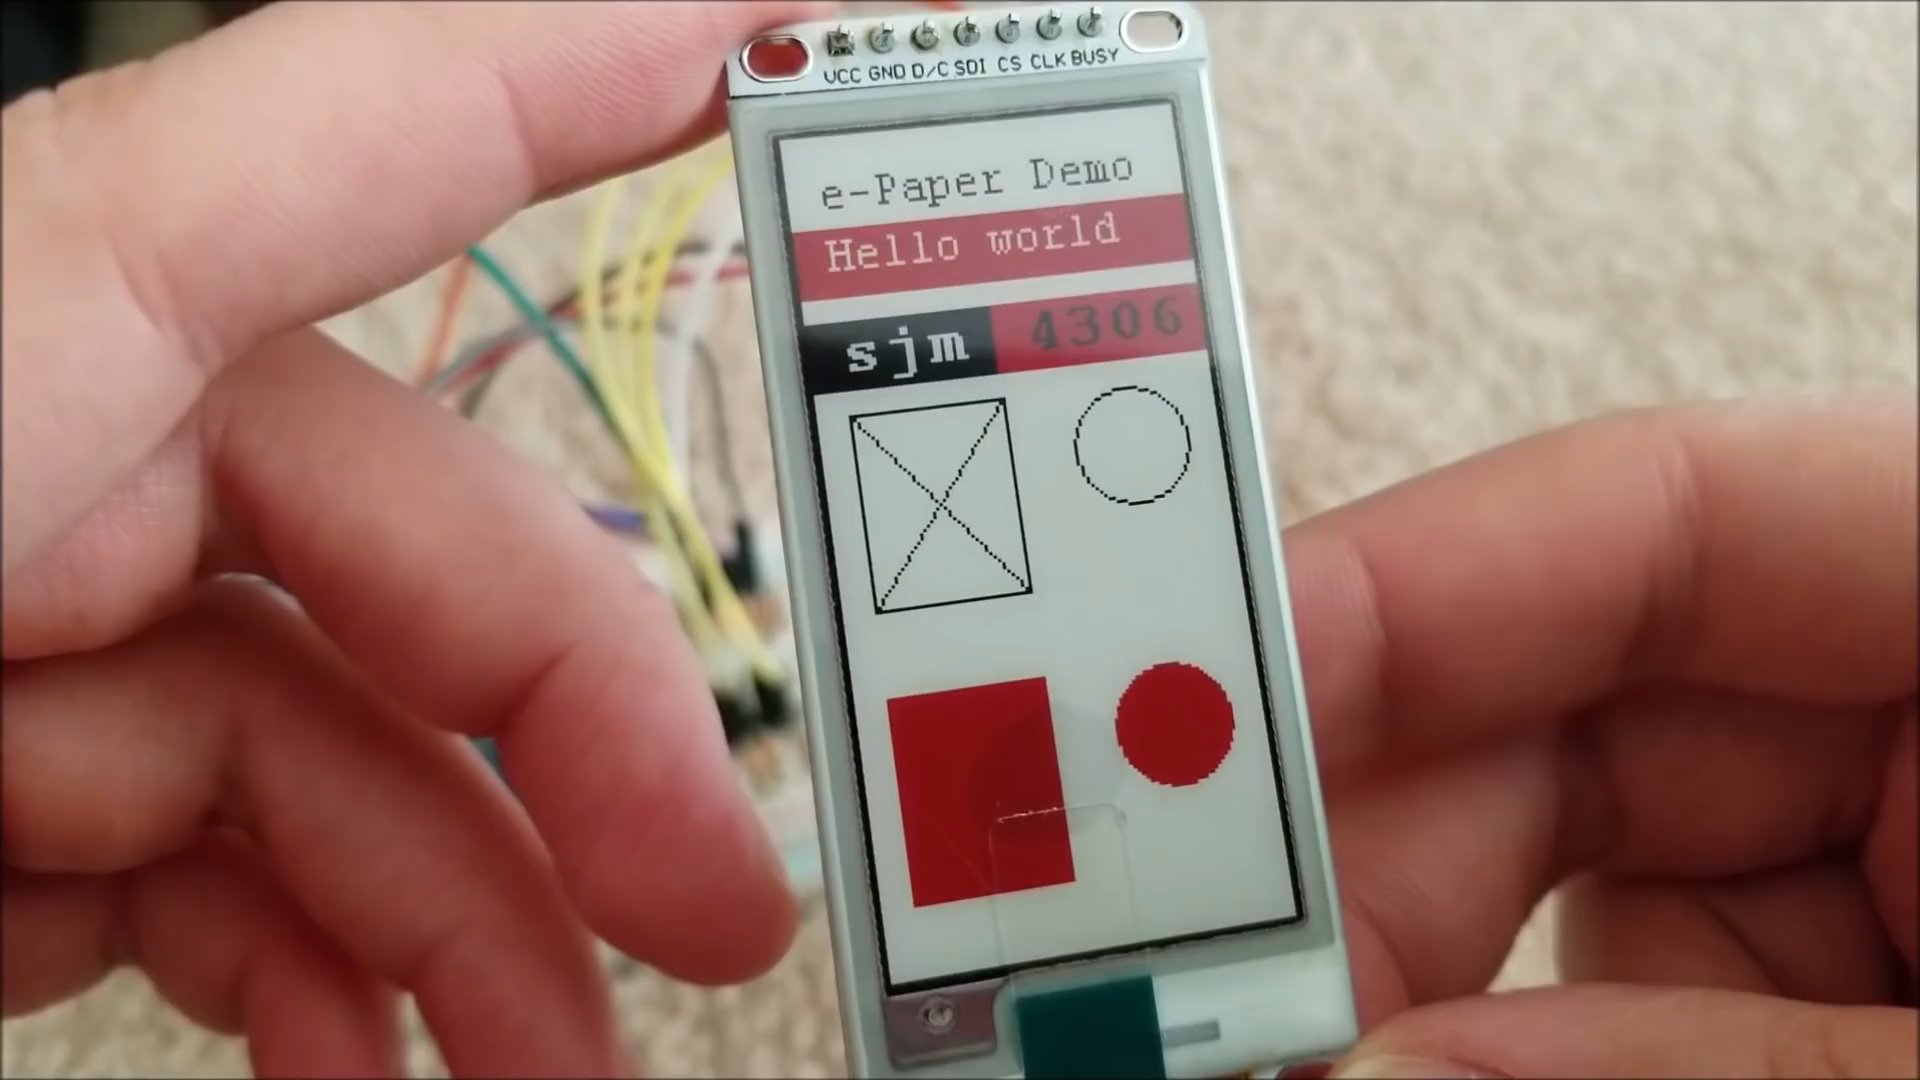 VCC GND D/C SDI CS CLK BUSY
e-Paper Demo
Hello world
sjm 4306